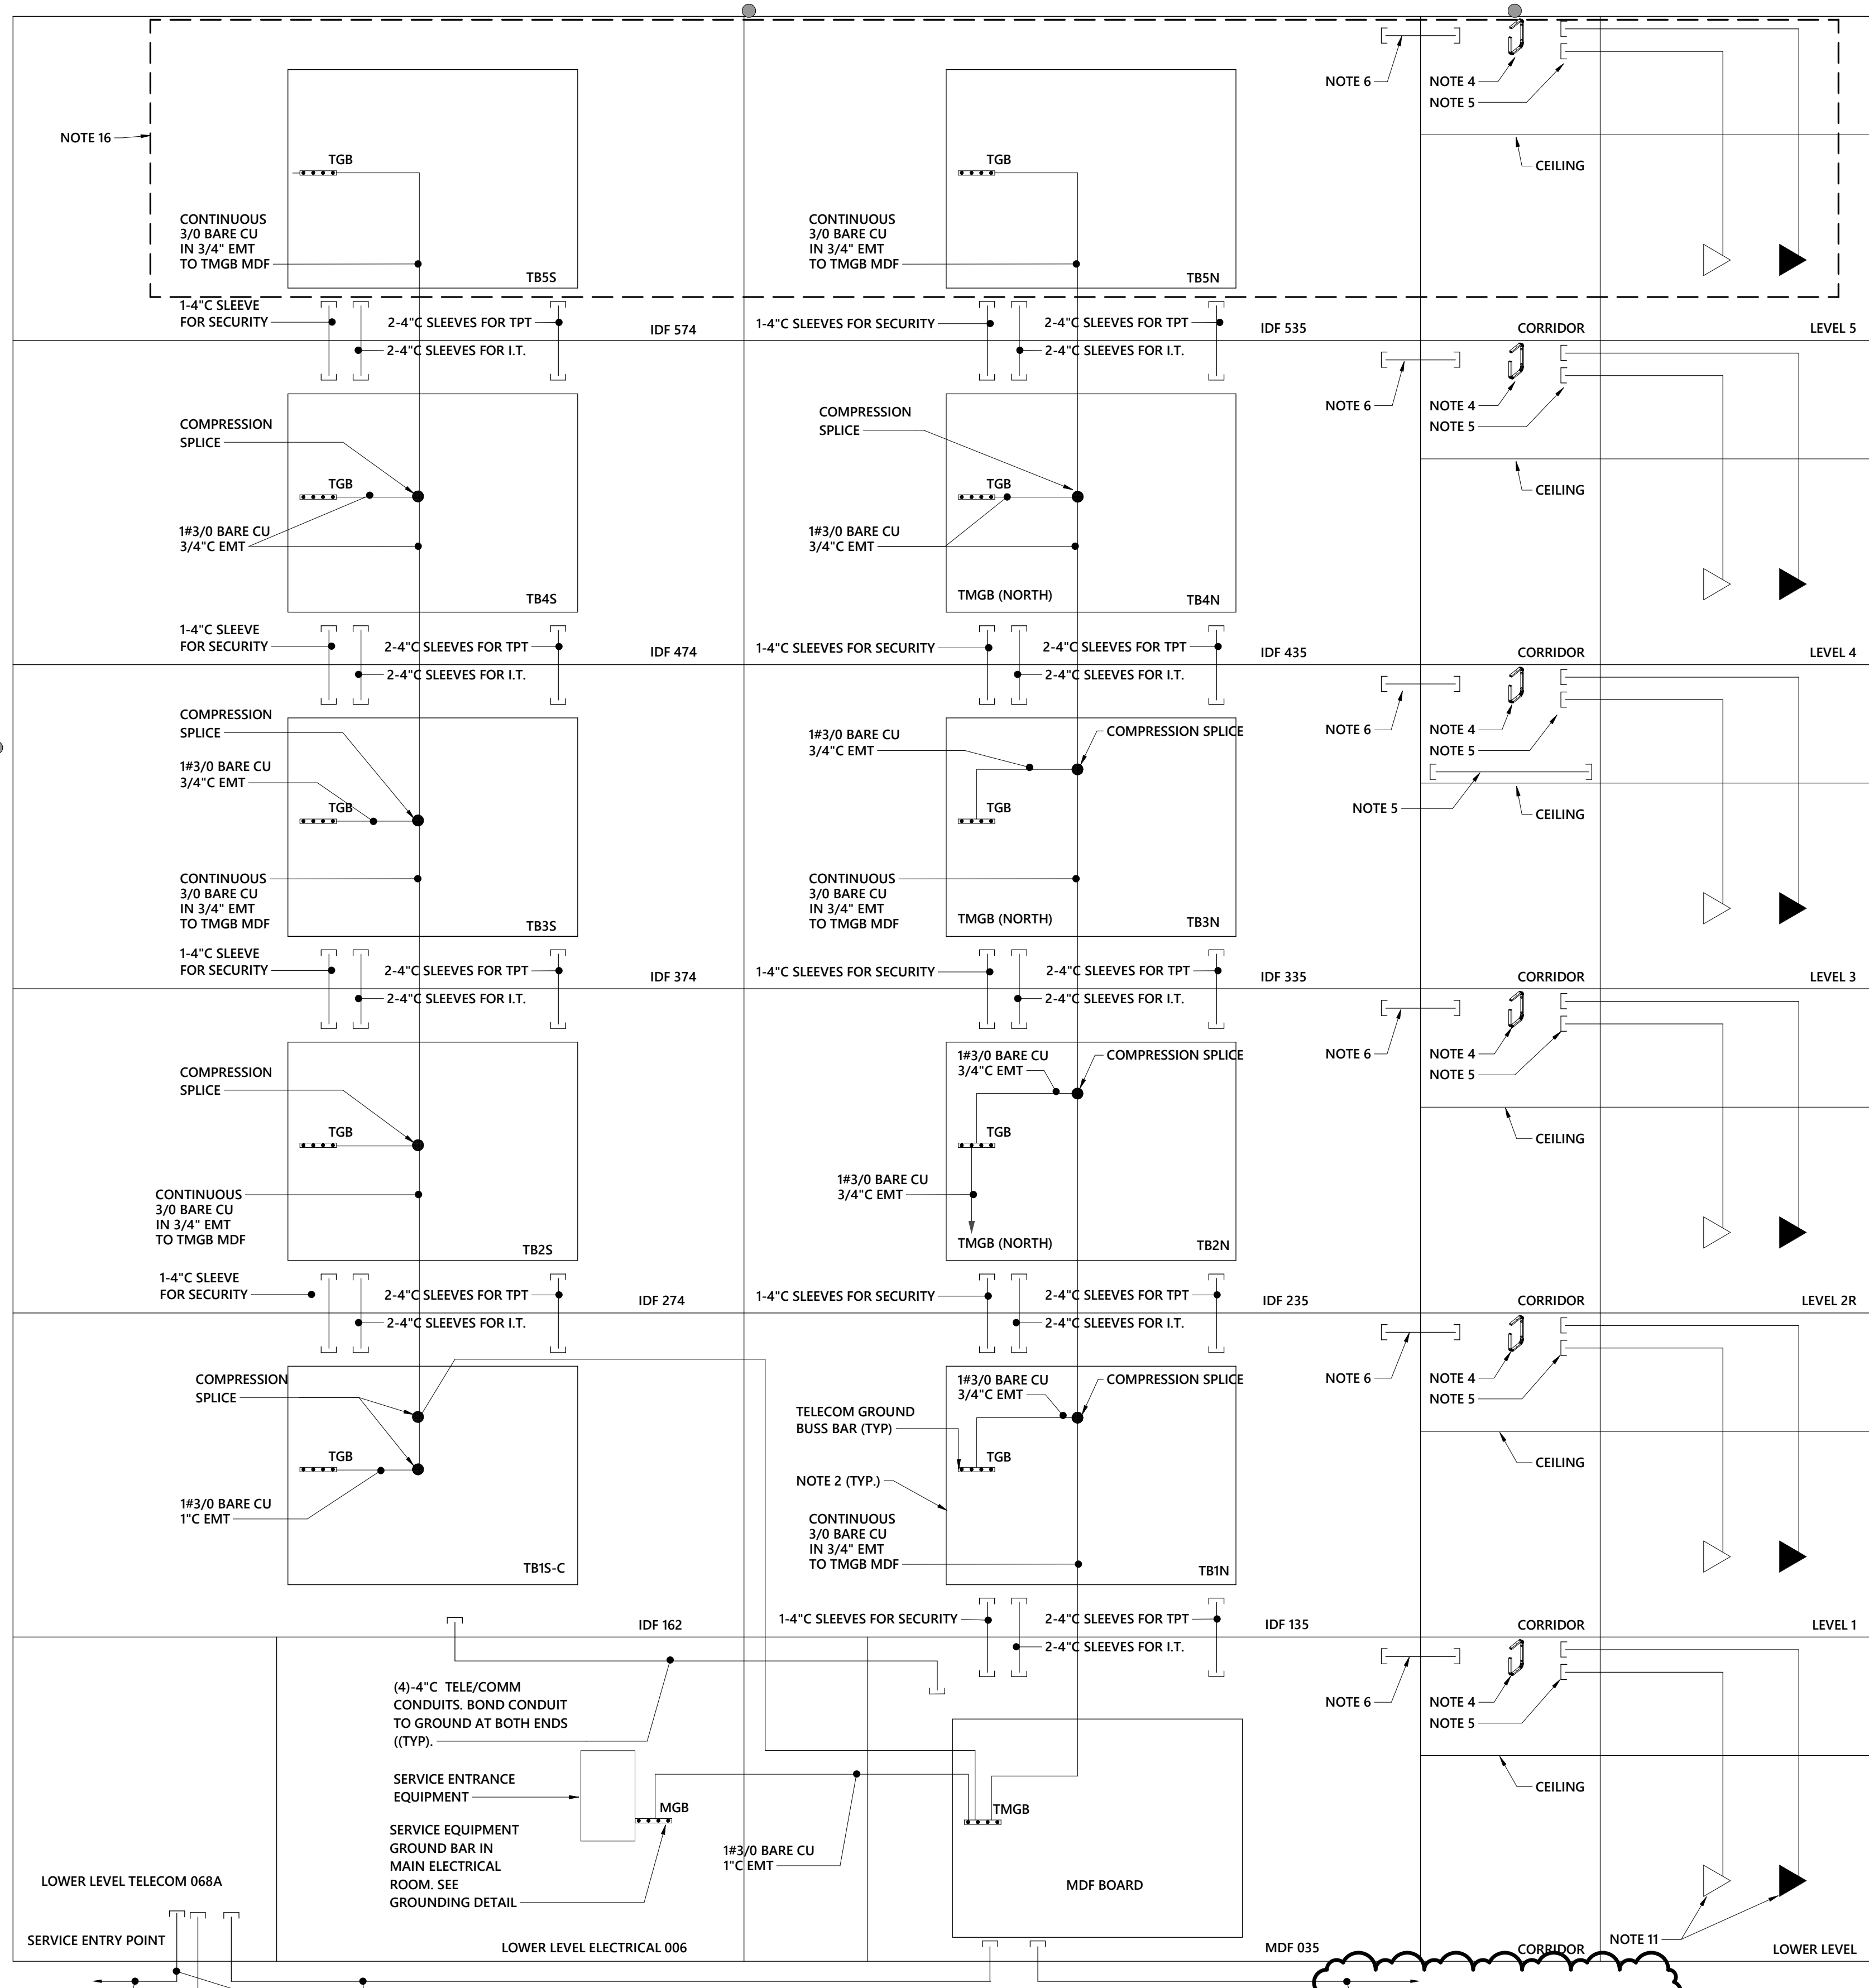 NOTE 6
NOTE 4
NOTE 5
NOTE 16
CEILING
TGB
TGB
CONTINUOUS
3/0 BARE CU
IN 3/4" EMT
TO TMGB MDF
CONTINUOUS
3/0 BARE CU
IN 3/4" EMT
TO TMGB MDF
TB5S
TB5N
1-4"C SLEEVE
FOR SECURITY
2-4"C SLEEVES FOR TPT
IDF 574
1-4"C SLEEVES FOR SECURITY
2-4"C SLEEVES FOR TPT
IDF 535
CORRIDOR
LEVEL 5
2-4"C SLEEVES FOR I.T.
2-4"C SLEEVES FOR I.T.
NOTE 6
NOTE 4
NOTE 5
COMPRESSION
SPLICE
COMPRESSION
SPLICE
TGB
TGB
CEILING
1#3/0 BARE CU
3/4"C EMT
1#3/0 BARE CU
3/4"C EMT
TB4S
TMGB (NORTH)
TB4N
1-4"C SLEEVE
FOR SECURITY
2-4"C SLEEVES FOR TPT
IDF 474
1-4"C SLEEVES FOR SECURITY
2-4"C SLEEVES FOR TPT
IDF 435
CORRIDOR
LEVEL 4
2-4"C SLEEVES FOR I.T.
2-4"C SLEEVES FOR I.T.
COMPRESSION
SPLICE
1#3/0 BARE CU
3/4"C EMT
COMPRESSION SPLICE
NOTE 6
NOTE 4
NOTE 5
1#3/0 BARE CU
3/4"C EMT
TGB
TGB
NOTE 5
CEILING
CONTINUOUS
3/0 BARE CU
IN 3/4" EMT
TO TMGB MDF
CONTINUOUS
3/0 BARE CU
IN 3/4" EMT
TO TMGB MDF
TB3S
TMGB (NORTH)
TB3N
1-4"C SLEEVE
FOR SECURITY
2-4"C SLEEVES FOR TPT
IDF 374
1-4"C SLEEVES FOR SECURITY
2-4"C SLEEVES FOR TPT
IDF 335
CORRIDOR
LEVEL 3
2-4"C SLEEVES FOR I.T.
2-4"C SLEEVES FOR I.T.
COMPRESSION
SPLICE
1#3/0 BARE CU
3/4"C EMT
COMPRESSION SPLICE
NOTE 6
NOTE 4
NOTE 5
TGB
TGB
CEILING
1#3/0 BARE CU
3/4"C EMT
CONTINUOUS
3/0 BARE CU
IN 3/4" EMT
TO TMGB MDF
TB2S
TMGB (NORTH)
TB2N
1-4"C SLEEVE
FOR SECURITY
2-4"C SLEEVES FOR TPT
IDF 274
1-4"C SLEEVES FOR SECURITY
2-4"C SLEEVES FOR TPT
IDF 235
CORRIDOR
LEVEL 2R
2-4"C SLEEVES FOR I.T.
2-4"C SLEEVES FOR I.T.
COMPRESSION
SPLICE
1#3/0 BARE CU
3/4"C EMT
COMPRESSION SPLICE
NOTE 6
NOTE 4
NOTE 5
TELECOM GROUND
BUSS BAR (TYP)
TGB
TGB
CEILING
NOTE 2 (TYP.)
1#3/0 BARE CU
1"C EMT
CONTINUOUS
3/0 BARE CU
IN 3/4" EMT
TO TMGB MDF
TB1S-C
TB1N
IDF 162
1-4"C SLEEVES FOR SECURITY
2-4"C SLEEVES FOR TPT
IDF 135
CORRIDOR
LEVEL 1
2-4"C SLEEVES FOR I.T.
(4)-4"C TELE/COMM
CONDUITS. BOND CONDUIT
TO GROUND AT BOTH ENDS
((TYP).
NOTE 6
NOTE 4
NOTE 5
SERVICE ENTRANCE
EQUIPMENT
MGB
TMGB
CEILING
SERVICE EQUIPMENT
GROUND BAR IN
MAIN ELECTRICAL
ROOM. SEE
GROUNDING DETAIL
1#3/0 BARE CU
1"C EMT
LOWER LEVEL TELECOM 068A
MDF BOARD
SERVICE ENTRY POINT
LOWER LEVEL ELECTRICAL 006
MDF 035
CORRIDOR
NOTE 11
LOWER LEVEL